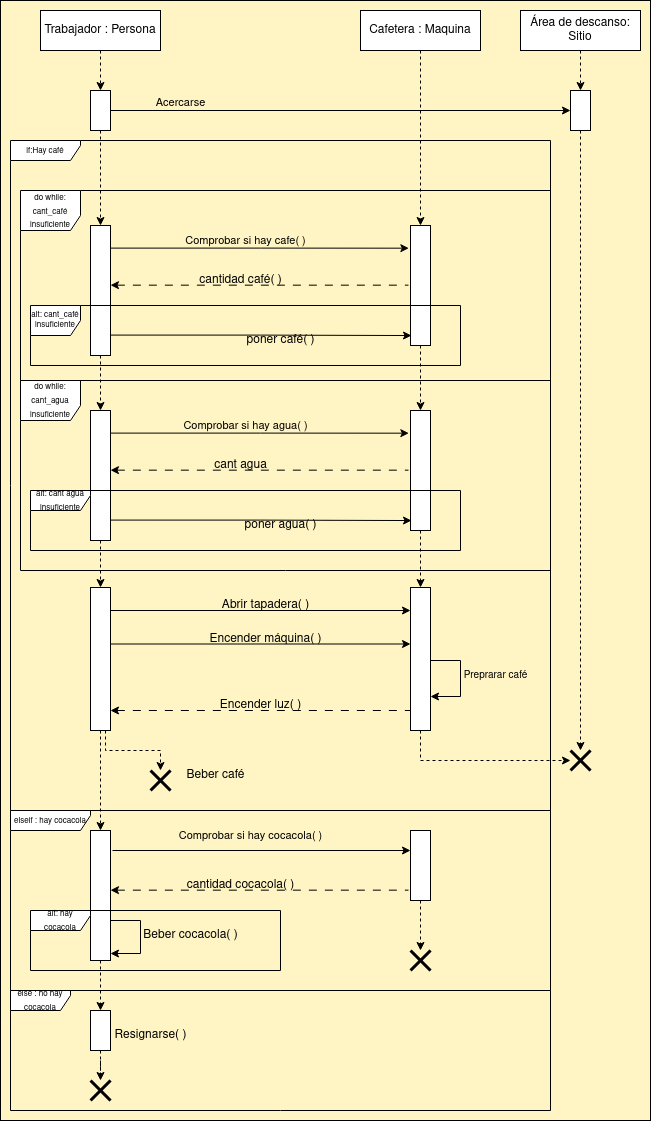 Trabajador : Persona
Cafetera : Maquina
Área de descanso:
Sitio
Acercarse
if:Hay café
do while:
cant_café
insuficiente
Comprobar si hay cafe( )
cantidad café( )
alt: cant_café
insuficiente
poner café( )
do while:
cant_agua
insuficiente
Comprobar si hay agua( )
cant agua
alt: cant agua
insuficiente
poner agua( )
Abrir tapadera( )
Encender máquina( )
Preprarar café
Encender luz( )
Beber café
elseif : hay cocacola
Comprobar si hay cocacola( )
cantidad cocacola( )
alt: hay
cocacola
Beber cocacola( )
else : no hay
cocacola
Resignarse( )